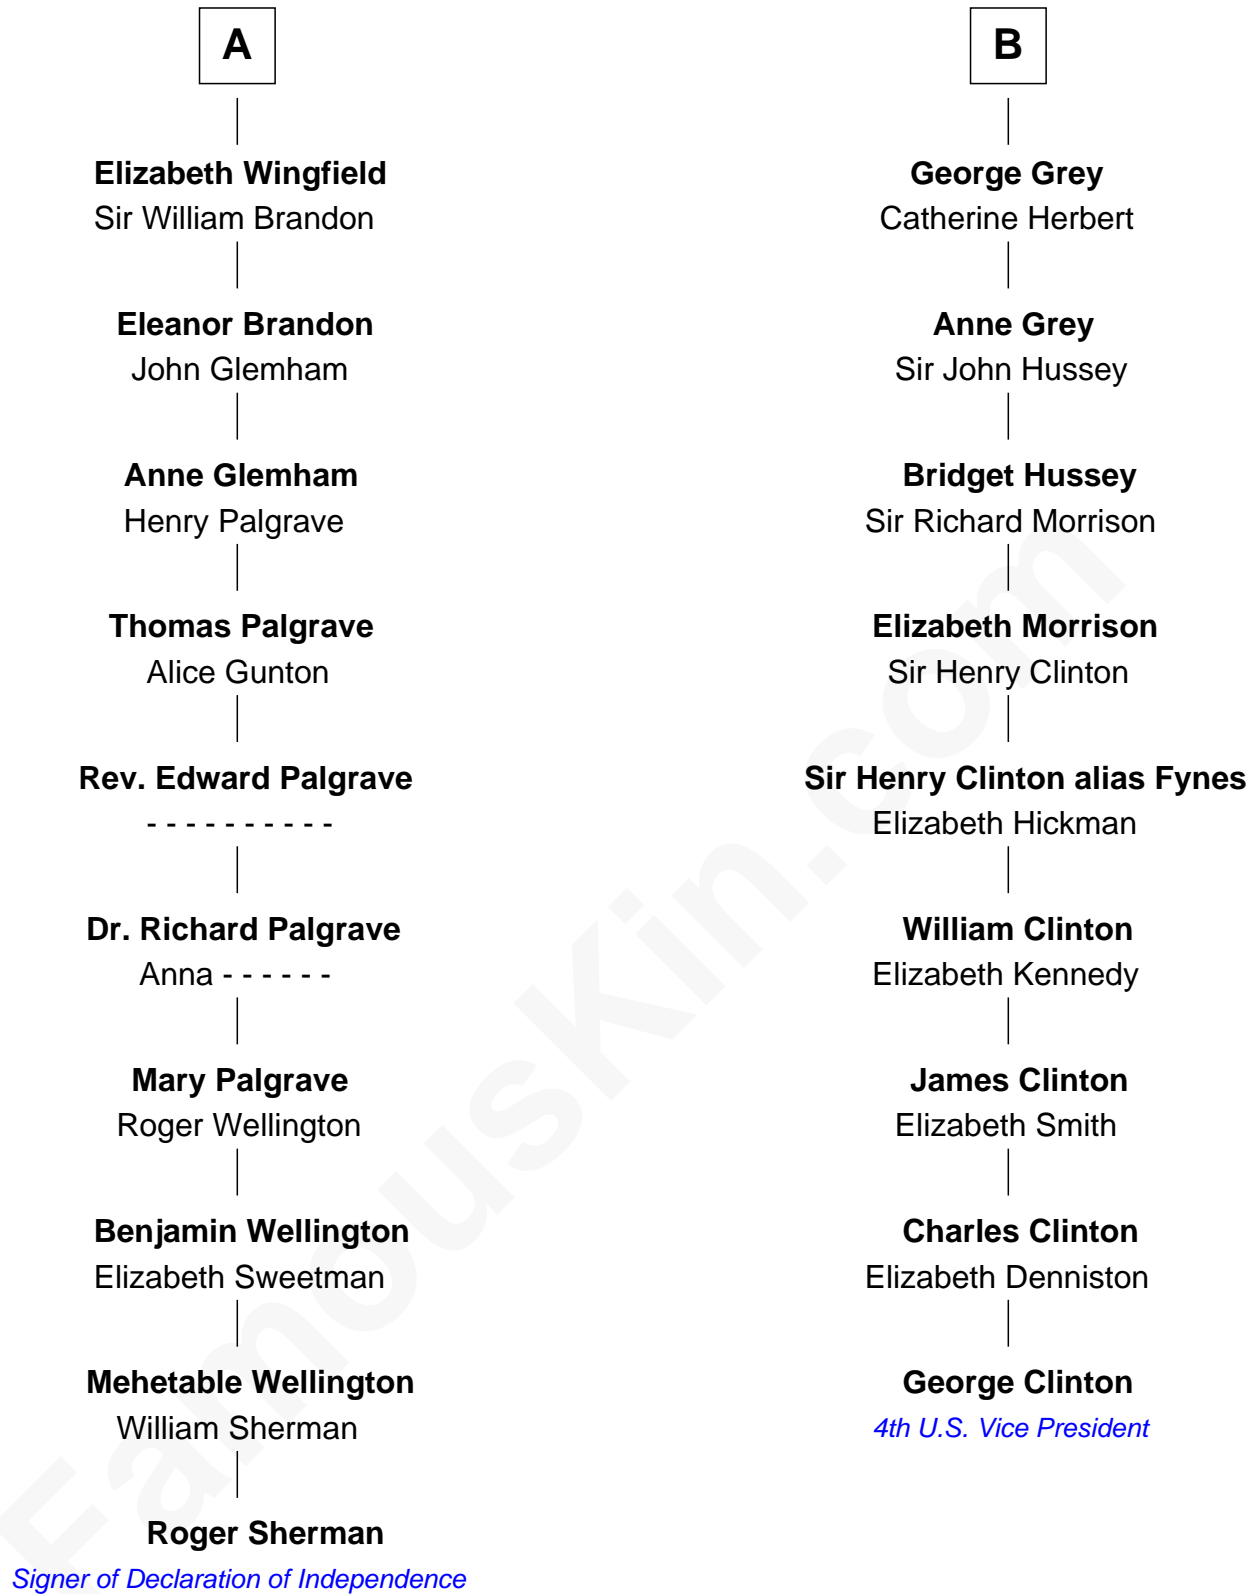 A
Elizabeth Wingfield
Sir William Brandon
Eleanor Brandon
John Glemham
Anne Glemham
Henry Palgrave
Thomas Palgrave
Alice Gunton
Rev. Edward Palgrave
- - - - - - - - - -
Dr. Richard Palgrave
Anna - - - - - -
Mary Palgrave
Roger Wellington
Benjamin Wellington
Elizabeth Sweetman
Mehetable Wellington
William Sherman
Roger Sherman
Signer of Declaration of Independence
B
George Grey
Catherine Herbert
Anne Grey
Sir John Hussey
Bridget Hussey
Sir Richard Morrison
Elizabeth Morrison
Sir Henry Clinton
Sir Henry Clinton alias Fynes
Elizabeth Hickman
William Clinton
Elizabeth Kennedy
James Clinton
Elizabeth Smith
Charles Clinton
Elizabeth Denniston
George Clinton
4th U.S. Vice President
FamousKin.com